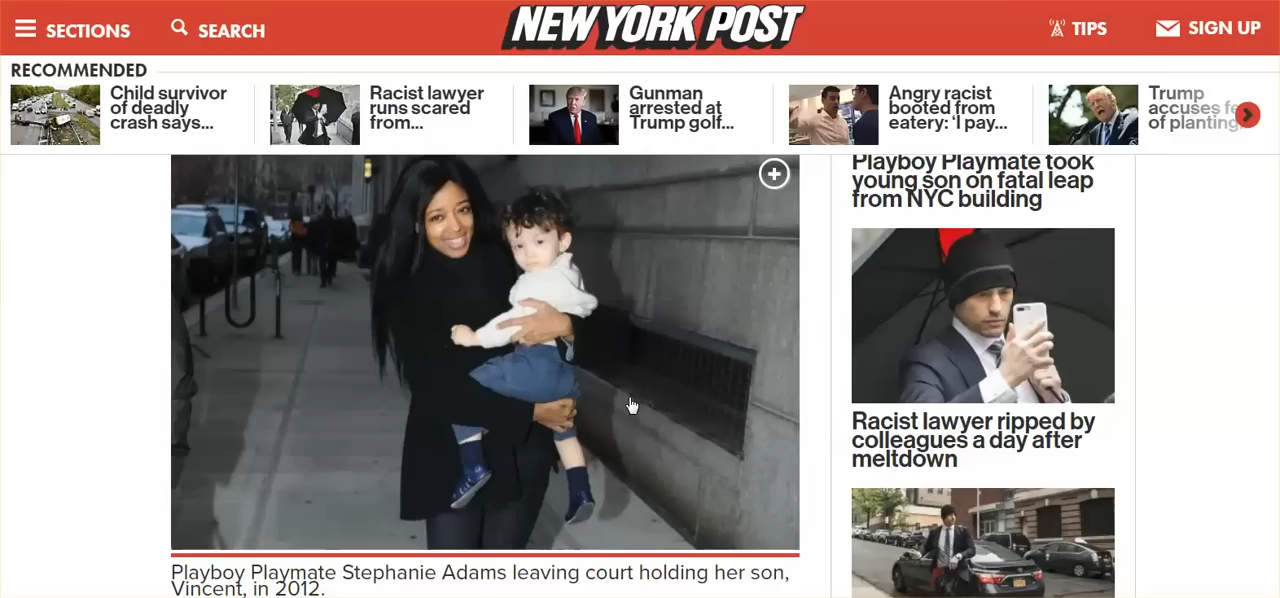 SECTIONS
SEARCH
NEW YORK POST
TIPS
SIGN UP
RECOMMENDED
Child survivor
of deadly
crash says...
Racist lawyer
runs scared
from...
Gunman
arrested at
Trump golf...
Angry racist
booted from
eatery: 'I pay...
Trump
accuses
of planting
Playboy Playmate took
young son on fatal leap
from NYC building
Racist lawyer ripped by
colleagues a day after
meltdown
Playboy Playmate Stephanie Adams leaving court holding her son,
Vincent, in 2012.